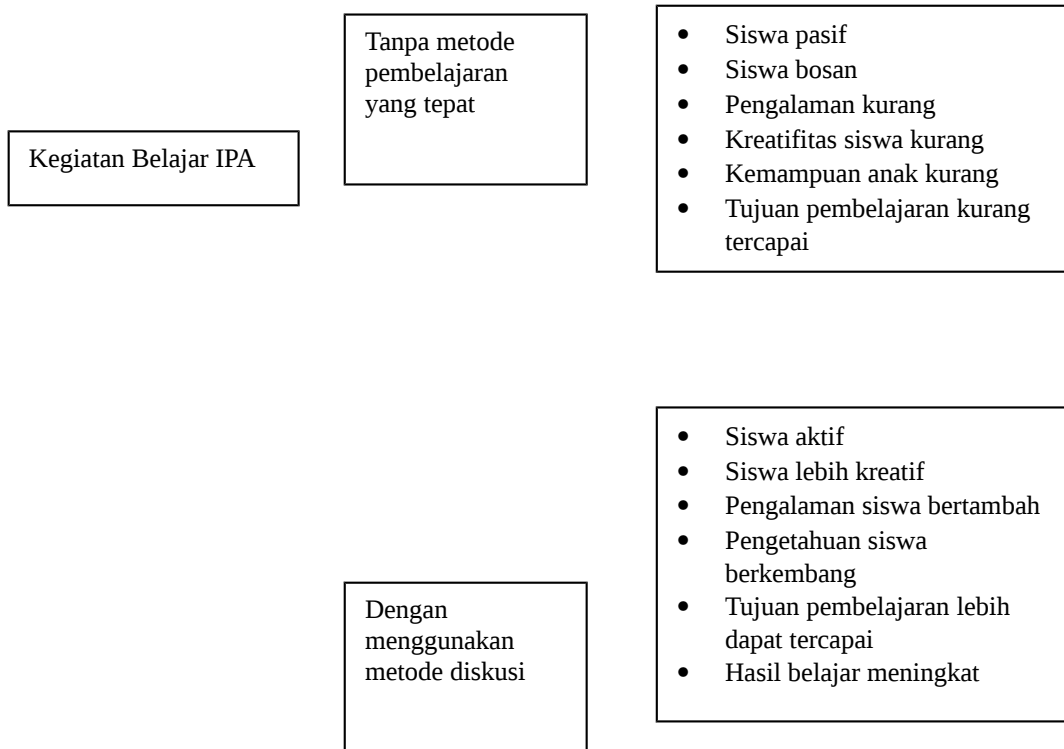 Kegiatan Belajar IPA
Tanpa metode
pembelajaran
yang tepat
• Siswa pasif
• Siswa bosan
• Pengalaman kurang
• Kreatifitas siswa kurang
• Kemampuan anak kurang
• Tujuan pembelajaran kurang
tercapai
Dengan
menggunakan
metode diskusi
• Siswa aktif
• Siswa lebih kreatif
• Pengalaman siswa bertambah
• Pengetahuan siswa
berkembang
• Tujuan pembelajaran lebih
dapat tercapai
• Hasil belajar meningkat